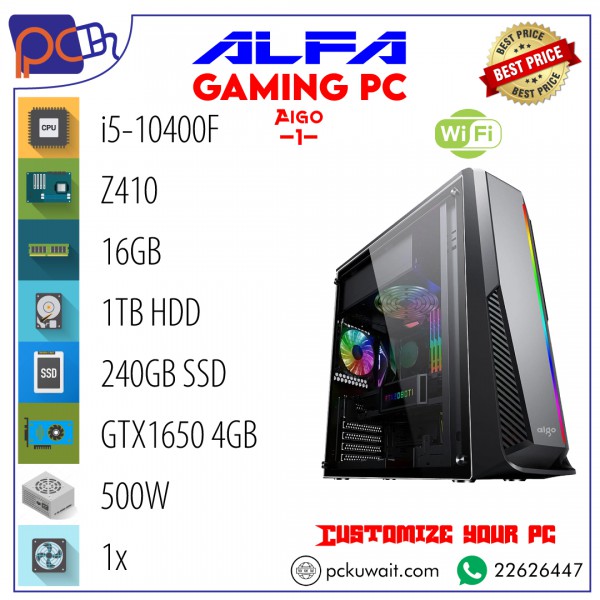 pcch
ALFA
GAMING PC
AIGO
-1-
BEST PRICE
BEST PRICE
BEST PRICE
WiFi
CPU
i5-10400F
Z410
16GB
1TB HDD
SSD
240GB SSD
GTX1650 4GB
500W
1x
aigo
CUSTOMIZE YOUR PC
pckuwait.com
22626447